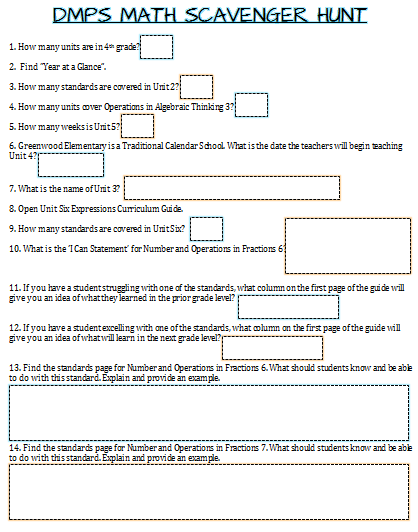 DMPS MATH SCAVENGER HUNT
1. How many units are in 4th grade?
2. Find "Year at a Glance".
3. How many standards are covered in Unit 2?
4. How many units cover Operations in Algebraic Thinking 3?
5. How many weeks is Unit 5?
6. Greenwood Elementary is a Traditional Calendar School. What is the date the teachers will begin teaching
Unit 4?
7. What is the name of Unit 3?
8. Open Unit Six Expressions Curriculum Guide.
9. How many standards are covered in Unit Six?
10. What is the 'I Can Statement' for Number and Operations in Fractions 6?
11. If you have a student struggling with one of the standards, what column on the first page of the guide will
give you an idea of what they learned in the prior grade level?
12. If you have a student excelling with one of the standards, what column on the first page of the guide will
give you an idea of what will learn in the next grade level?
13. Find the standards page for Number and Operations in Fractions 6. What should students know and be able
to do with this standard. Explain and provide an example.
14. Find the standards page for Number and Operations in Fractions 7. What should students know and be able
to do with this standard. Explain and provide an example.